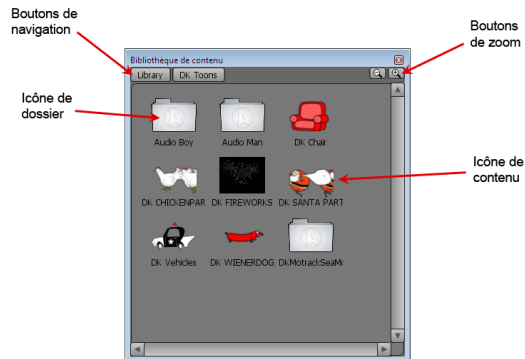 Boutons de
navigation
Boutons
de zoom
Bibliothèque de contenu
Library DK Toons
Icône de
dossier
Audio Boy Audio Man DK Chair
Icône de
contenu
DK CHICKENPAR DK FIREWORKS DK SANTA PART
DK Vehicles DK WIENERDOG DKMotrackSeaM